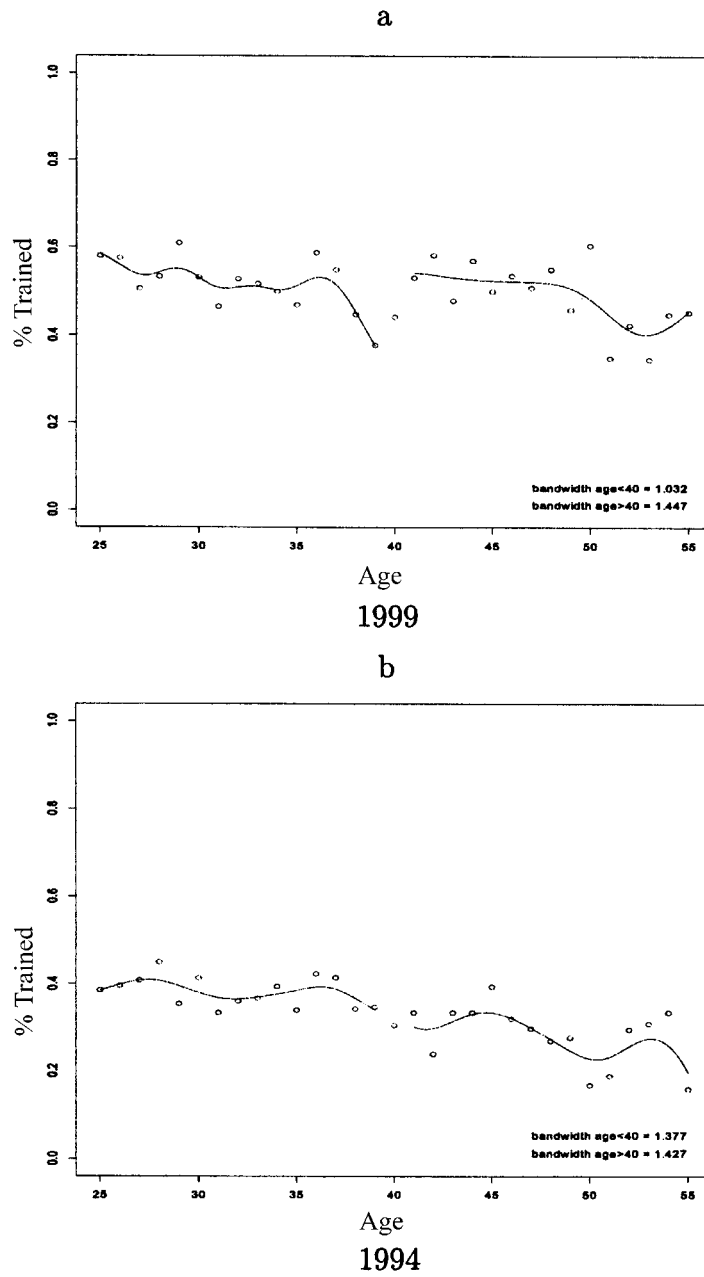 a
1.0
0.8
0.6
0.4
0.2
0.0
% Trained
bandwidth age<40 = 1.032
bandwidth age>40 = 1.447
25 30 35 40 45 50 55
Age
1999
b
1.0
0.8
0.6
0.4
0.2
0.0
% Trained
bandwidth age<40 = 1.377
bandwidth age>40 = 1.427
25 30 35 40 45 50 55
Age
1994